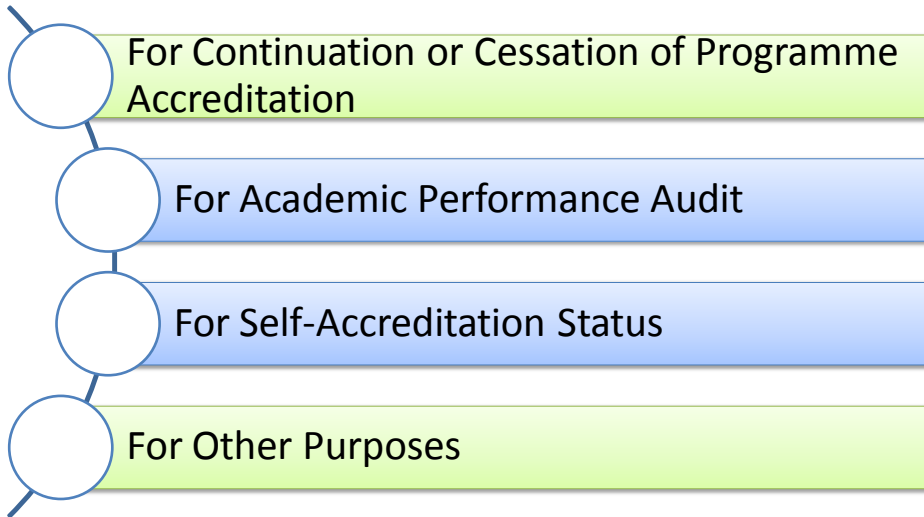 For Continuation or Cessation of Programme
Accreditation
For Academic Performance Audit
For Self-Accreditation Status
For Other Purposes